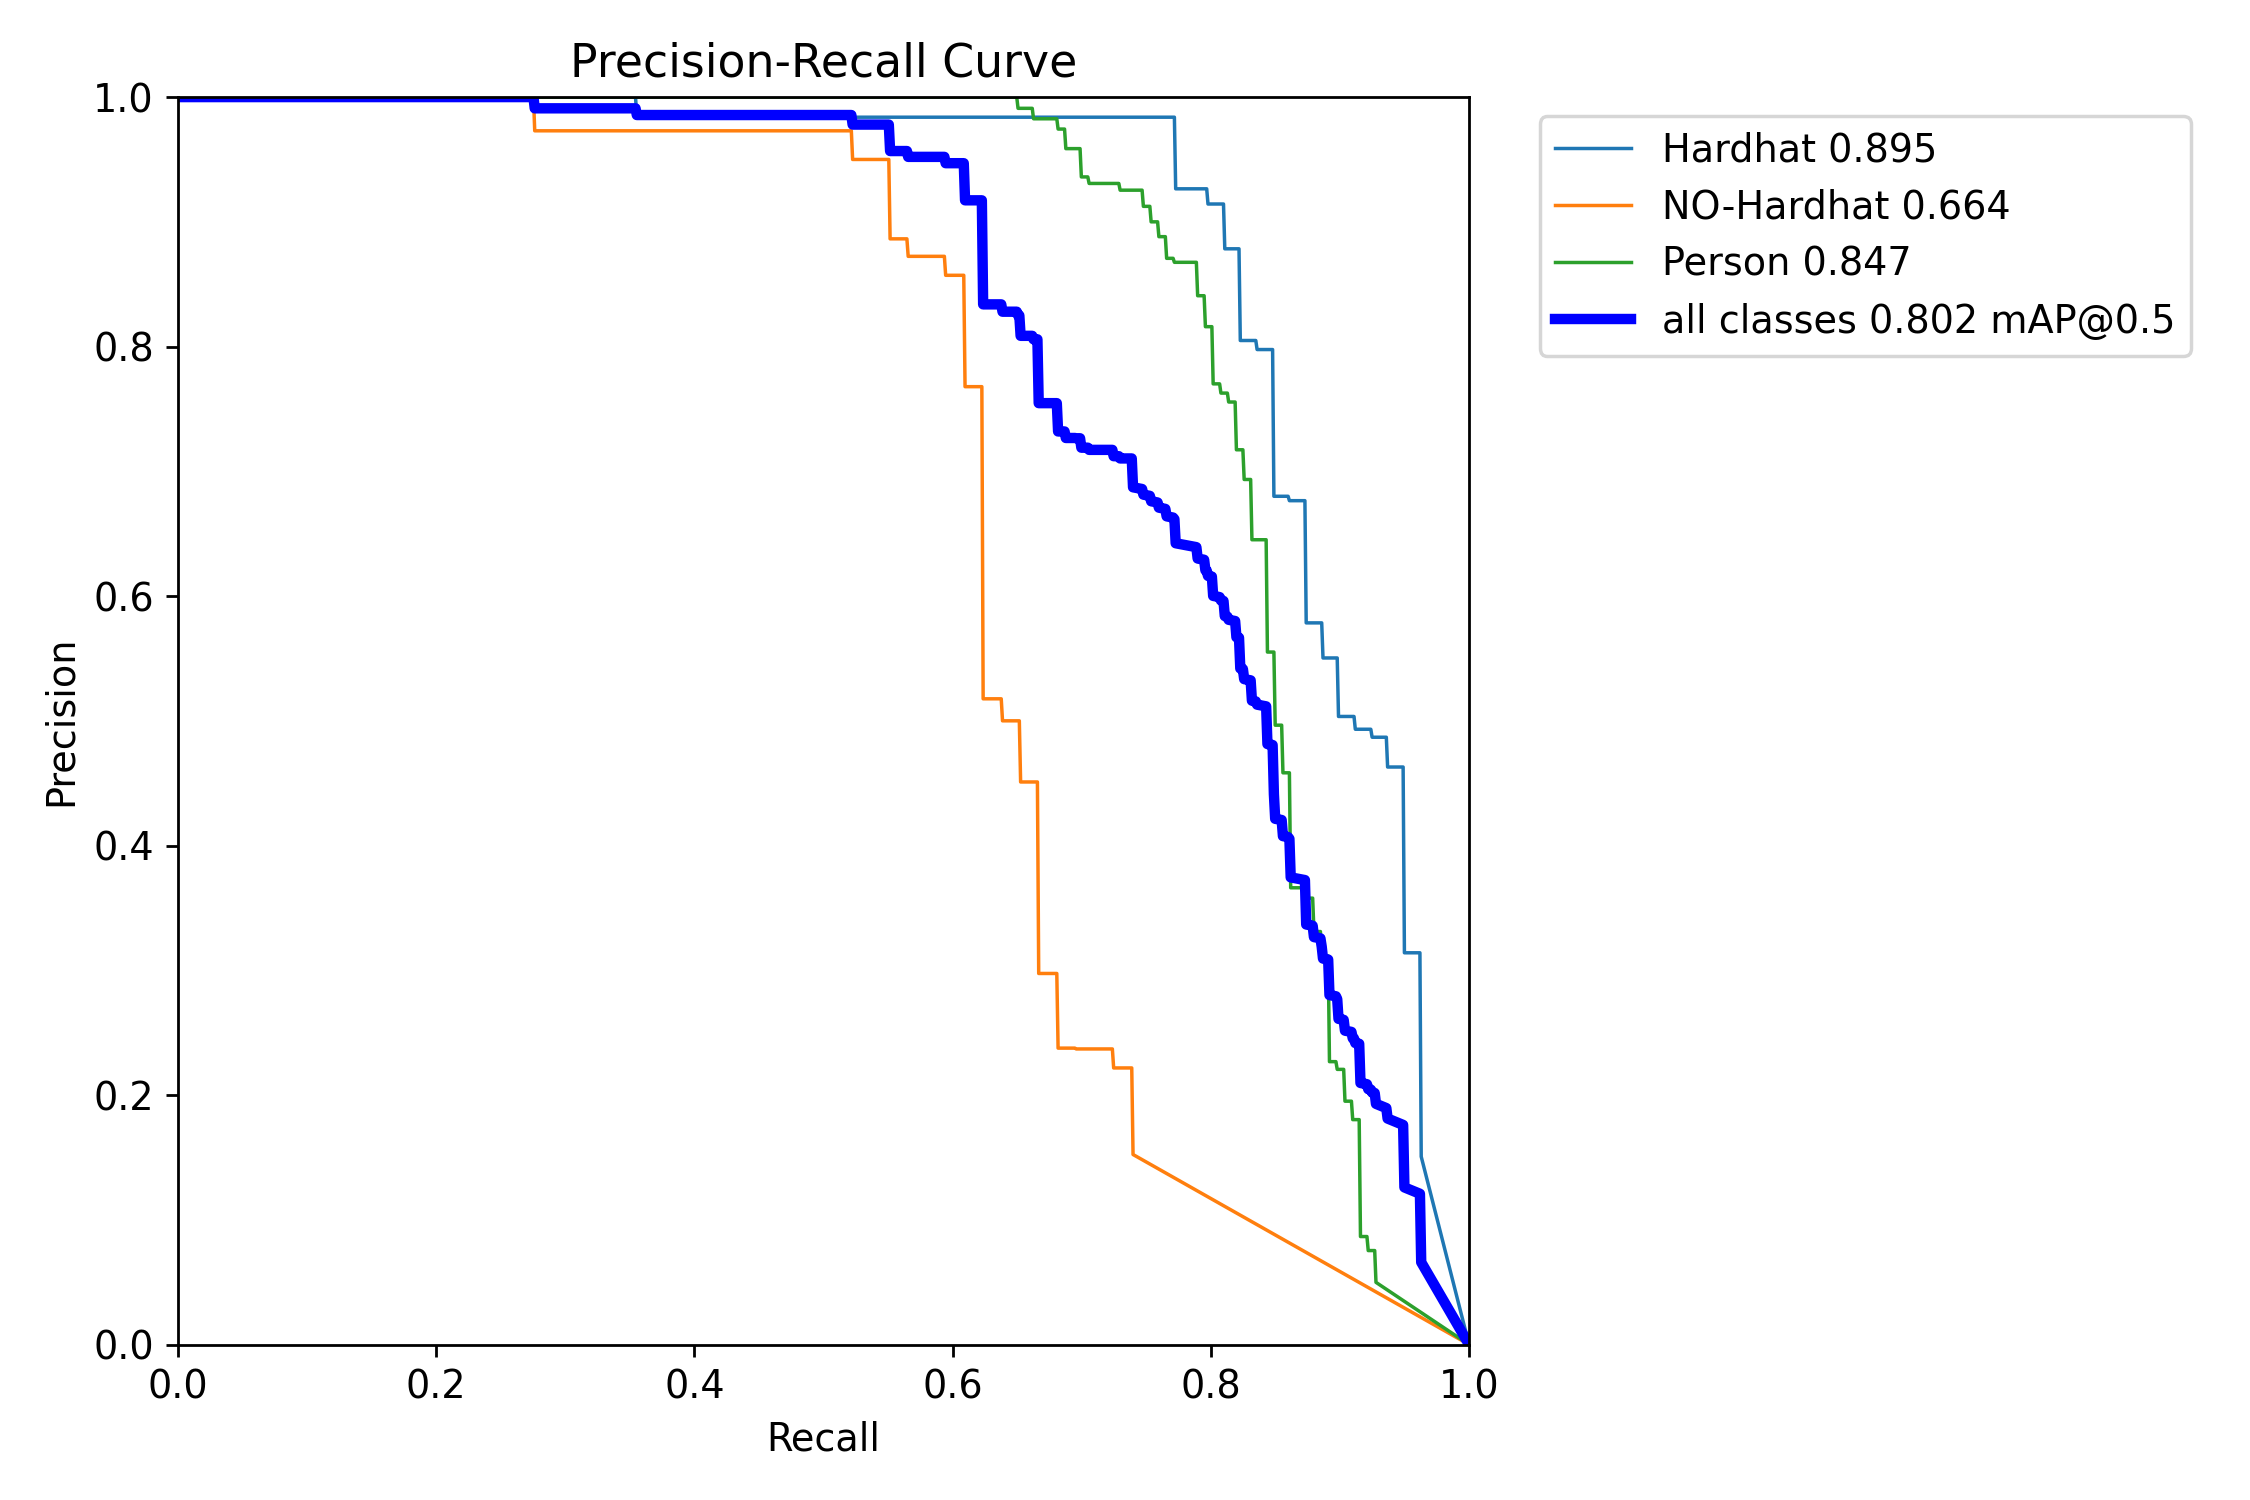 Precision-Recall Curve
1.0
0.8
0.6
0.4
0.2
0.0
Precision
0.0 0.2 0.4 0.6 0.8 1.0
Recall
Hardhat 0.895
NO-Hardhat 0.664
Person 0.847
all classes 0.802 mAP@0.5